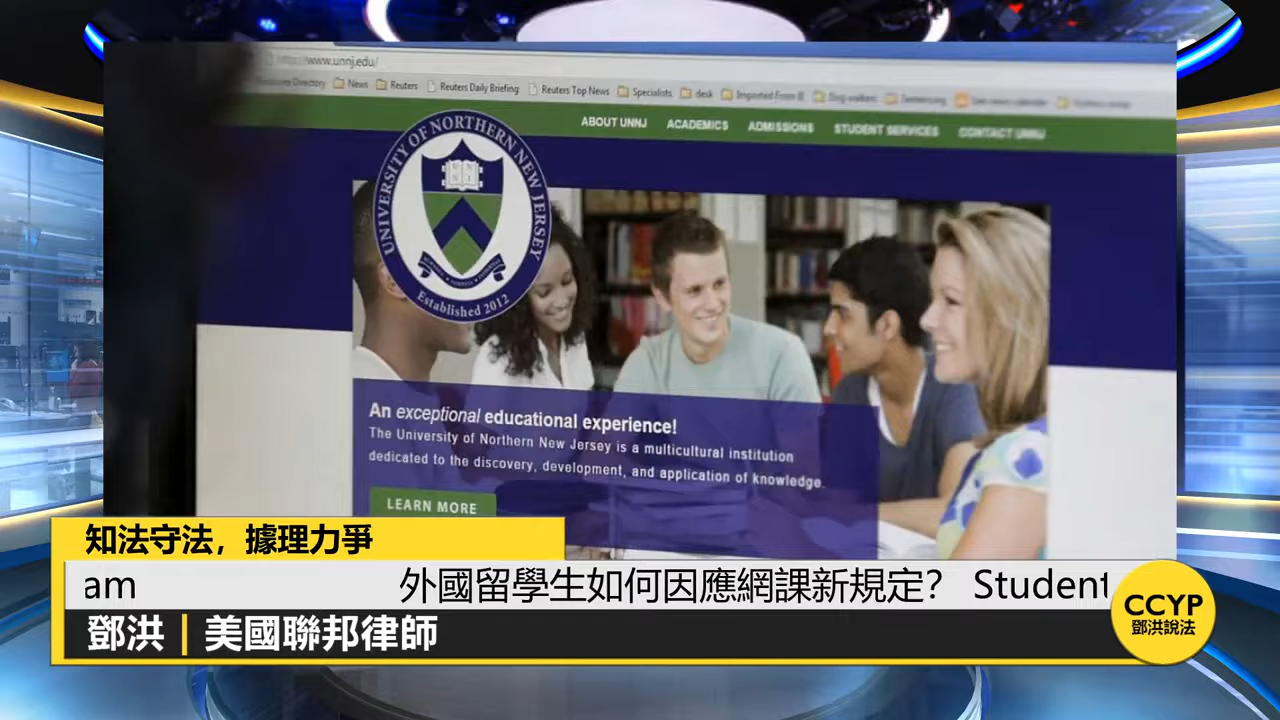 www.unnj.edu/
News Reuters Reuters Daily Briefing Reuters Top News Specialists desk
ABOUT UNNJ ACADEMICS ADMISSIONS STUDENT SERVICES CONTACT UNNJ
UNIVERSITY OF NORTHERN NEW JERSEY
Established 2012
An exceptional educational experience!
The University of Northern New Jersey is a multicultural institution
dedicated to the discovery, development, and application of knowledge.
LEARN MORE
知法守法，據理力爭
am 外國留學生如何因應網課新規定？ Student
鄧洪｜美國聯邦律師
CCYP
鄧洪說法